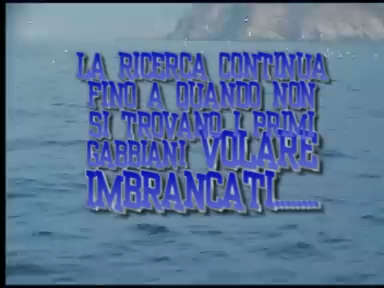 LA RICERCA CONTINUA
FINO A QUANDO NON
SI TROVANO I PRIMI
GABBIANI VOLARE
IMBRANCATI........